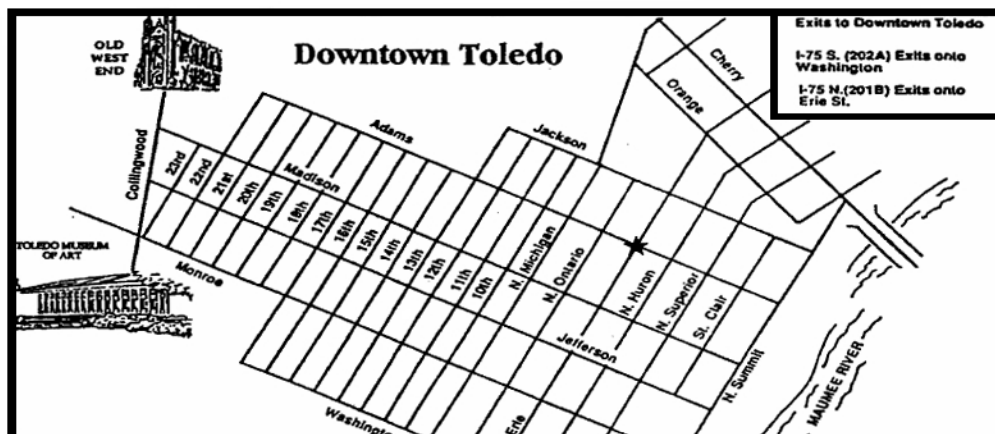 OLD
WEST
END
Downtown Toledo
Exits to Downtown Toledo
I-75 S. (202A) Exits onto
Washington
I-75 N.(201B) Exits onto
Erie St.
Cherry
Orange
Jackson
Adams
Madison
Collingwood
23rd
22nd
21st
20th
19th
18th
17th
16th
15th
14th
13th
12th
11th
10th
N. Michigan
N. Ontario
N. Huron
N. Superior
St. Clair
N. Summit
TOLEDO MUSEUM
OF ART
Monroe
Jefferson
Washington
Erie
MAUMEE RIVER